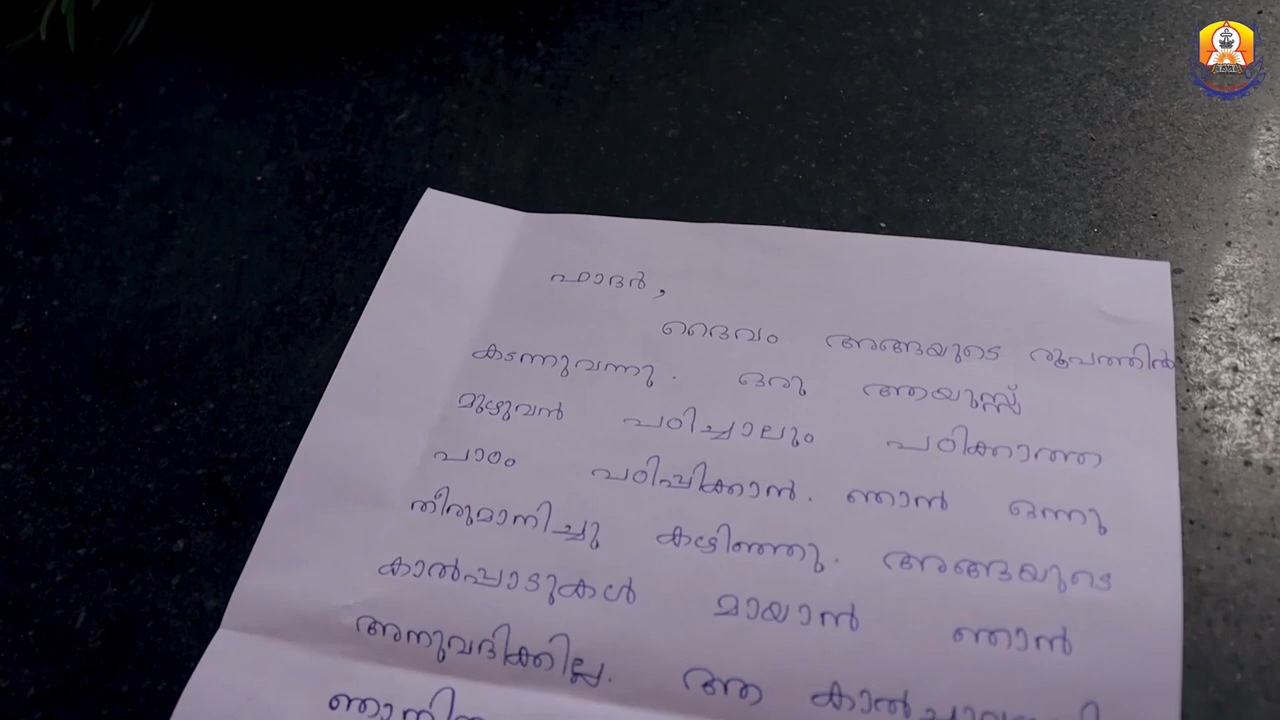 ഫാദർ,
ദൈവം അങ്ങയുടെ രൂപത്തിൽ
കടന്നുവന്നു. ഒരു ആയുസ്സ്
മുഴുവൻ പഠിച്ചാലും പഠിക്കാത്ത
പാഠം പഠിപ്പിക്കാൻ. ഞാൻ ഒന്നു
തീരുമാനിച്ചു കഴിഞ്ഞു. അങ്ങയുടെ
കാൽപ്പാടുകൾ മായാൻ ഞാൻ
അനുവദിക്കില്ല. ആ